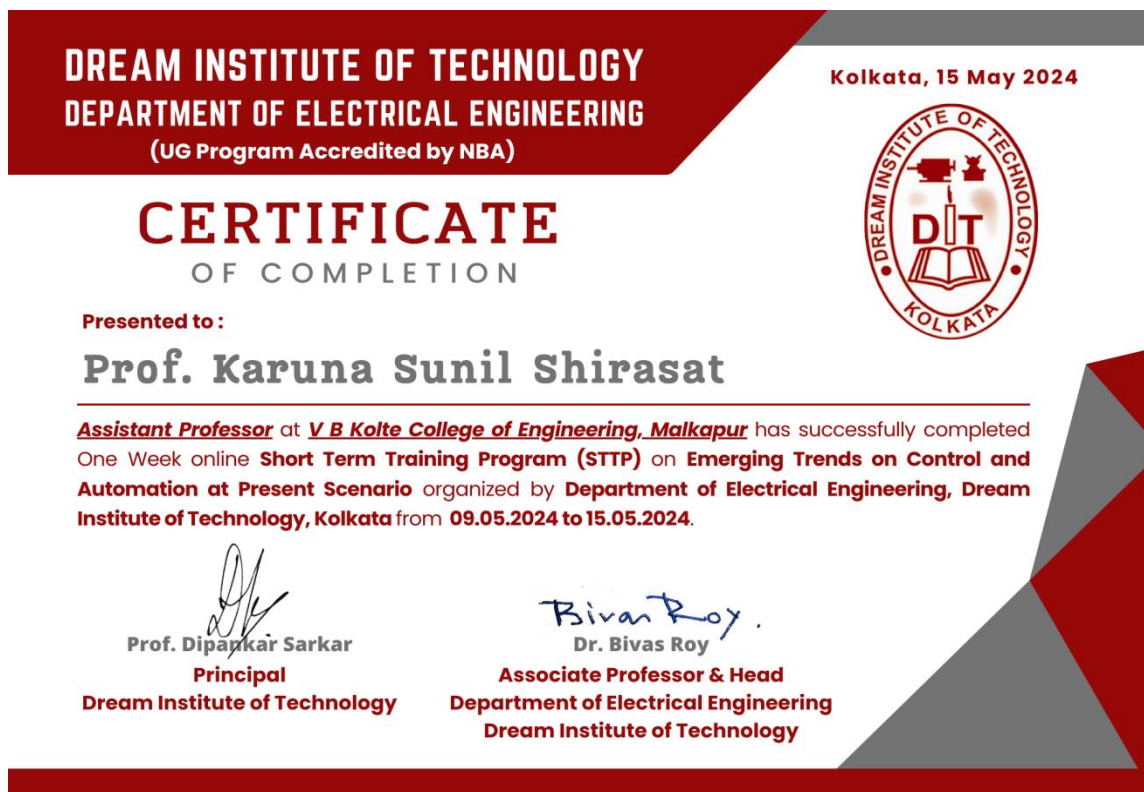 DREAM INSTITUTE OF TECHNOLOGY
DEPARTMENT OF ELECTRICAL ENGINEERING
(UG Program Accredited by NBA)
Kolkata, 15 May 2024
DREAM INSTITUTE OF TECHNOLOGY
DIT
KOLKATA
CERTIFICATE
OF COMPLETION
Presented to :
Prof. Karuna Sunil Shirasat
Assistant Professor at V B Kolte College of Engineering, Malkapur has successfully completed
One Week online Short Term Training Program (STTP) on Emerging Trends on Control and
Automation at Present Scenario organized by Department of Electrical Engineering, Dream
Institute of Technology, Kolkata from 09.05.2024 to 15.05.2024.
Bivas Roy.
Prof. Dipankar Sarkar
Principal
Dream Institute of Technology
Dr. Bivas Roy
Associate Professor & Head
Department of Electrical Engineering
Dream Institute of Technology